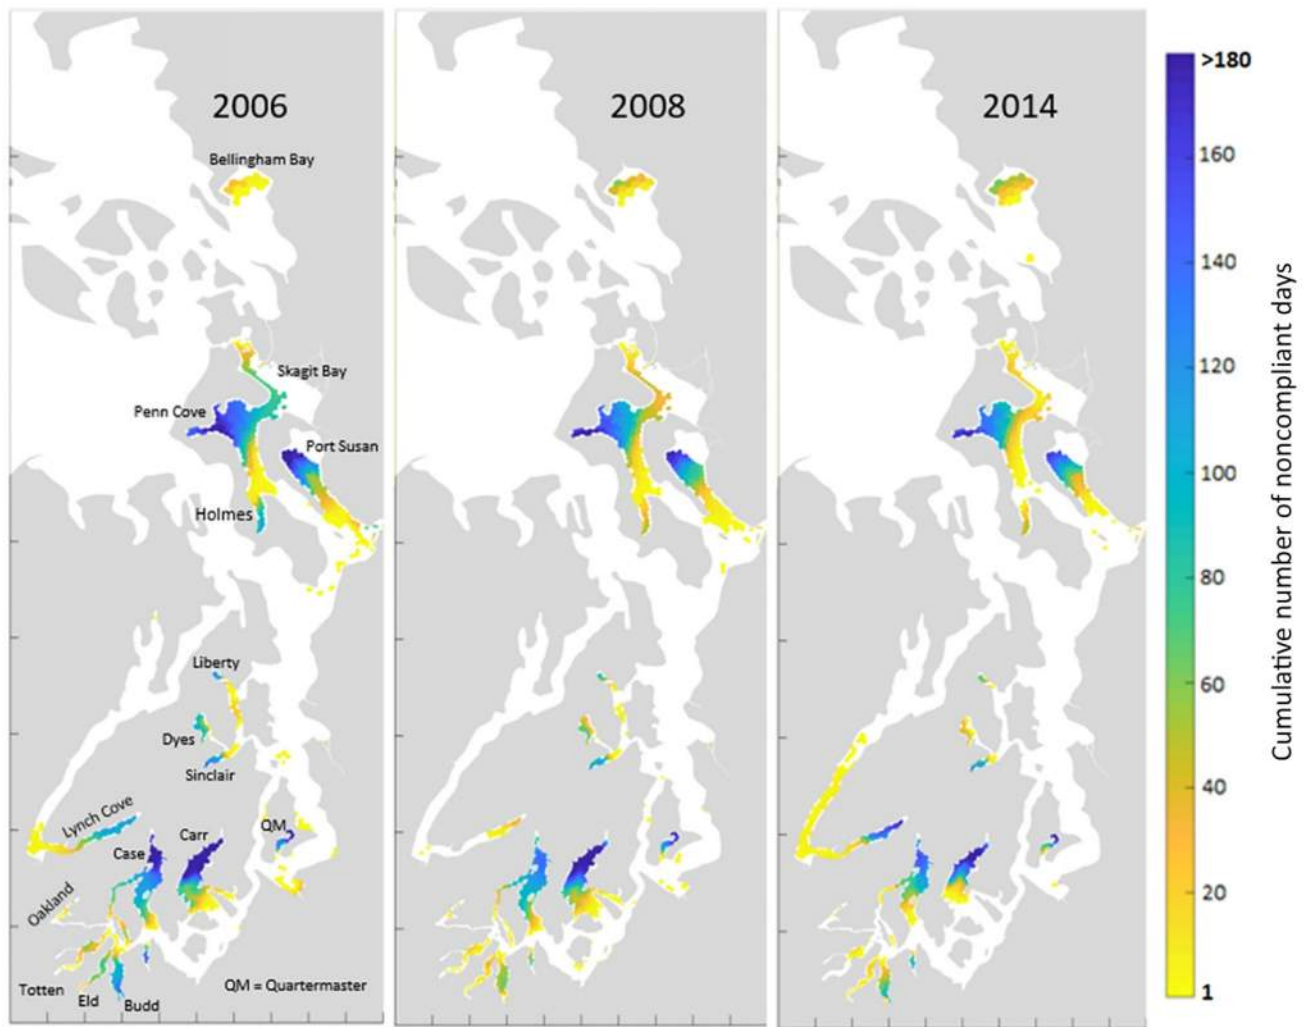 2006
2008
2014
Bellingham Bay
Skagit Bay
Penn Cove
Port Susan
Holmes
Liberty
Dyes
Sinclair
Lynch Cove
Carr
QM
Case
Oakland
Totten
Eld
Budd
QM = Quartermaster
>180
160
140
120
100
80
60
40
20
1
Cumulative number of noncompliant days